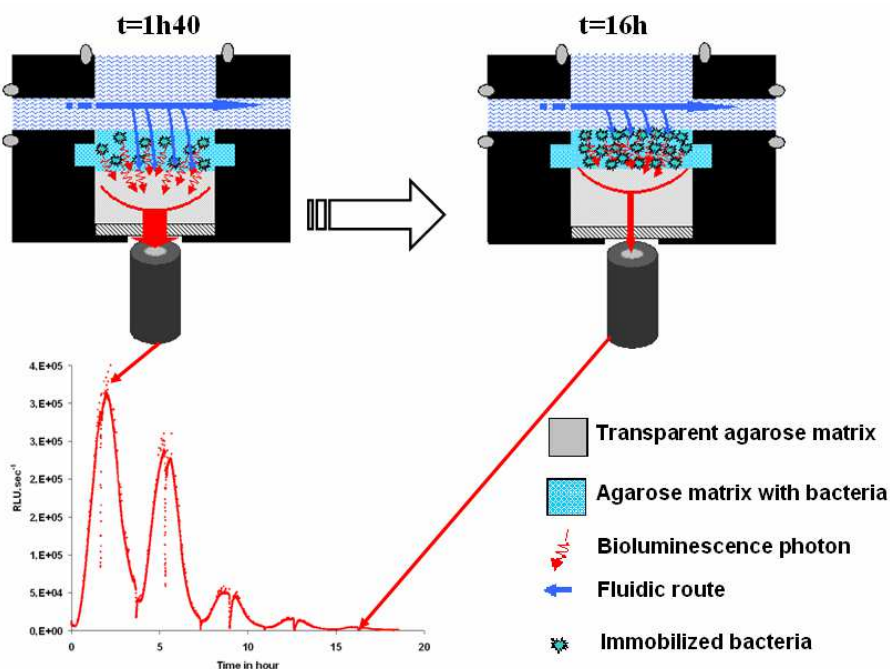 t=1h40
t=16h
4,E+05
4,E+05
3,E+05
3,E+05
2,E+05
2,E+05
1,E+05
5,E+04
0,E+00
RLU.sec-1
0
5
10
15
20
Time in hour
Transparent agarose matrix
Agarose matrix with bacteria
Bioluminescence photon
Fluidic route
Immobilized bacteria